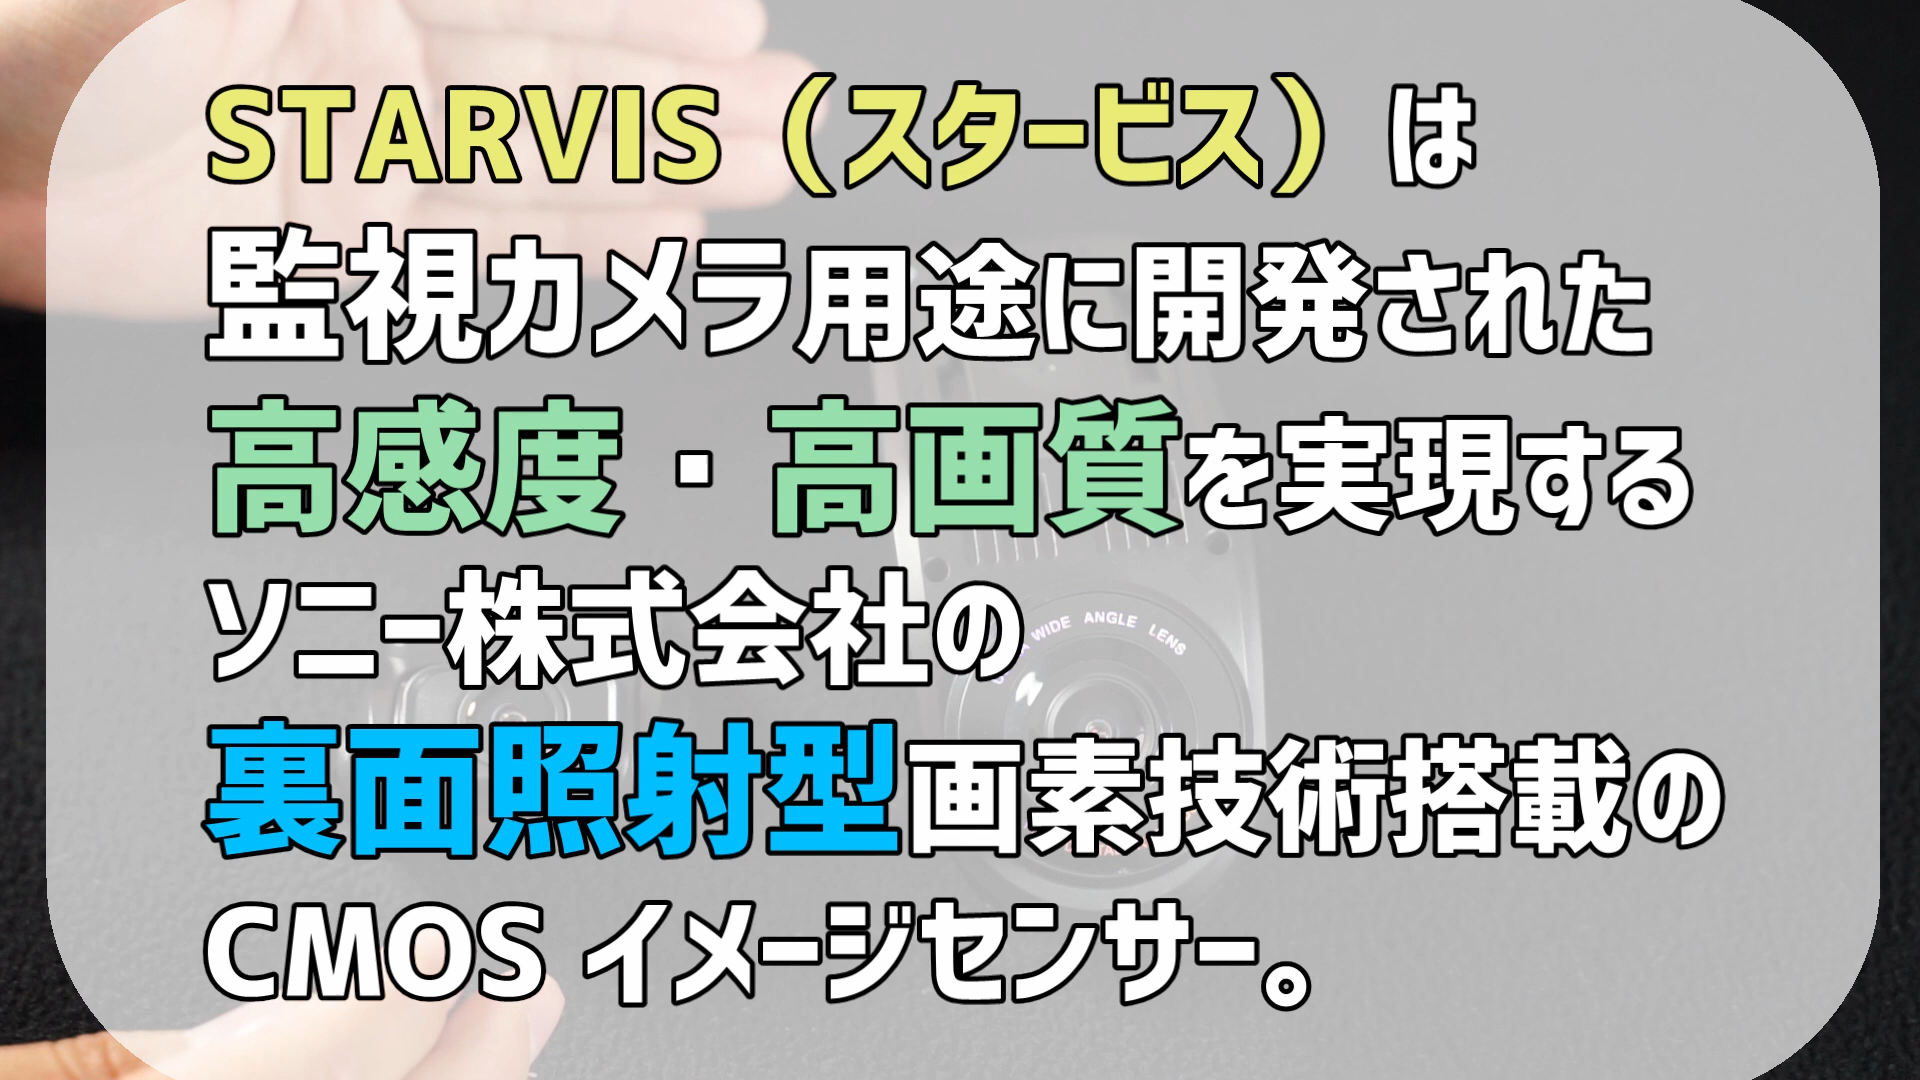 STARVIS（スタービス）は
監視カメラ用途に開発された
高感度・高画質を実現する
ソニー株式会社の
WIDE ANGLE LENS
裏面照射型画素技術搭載の
CMOS イメージセンサー。